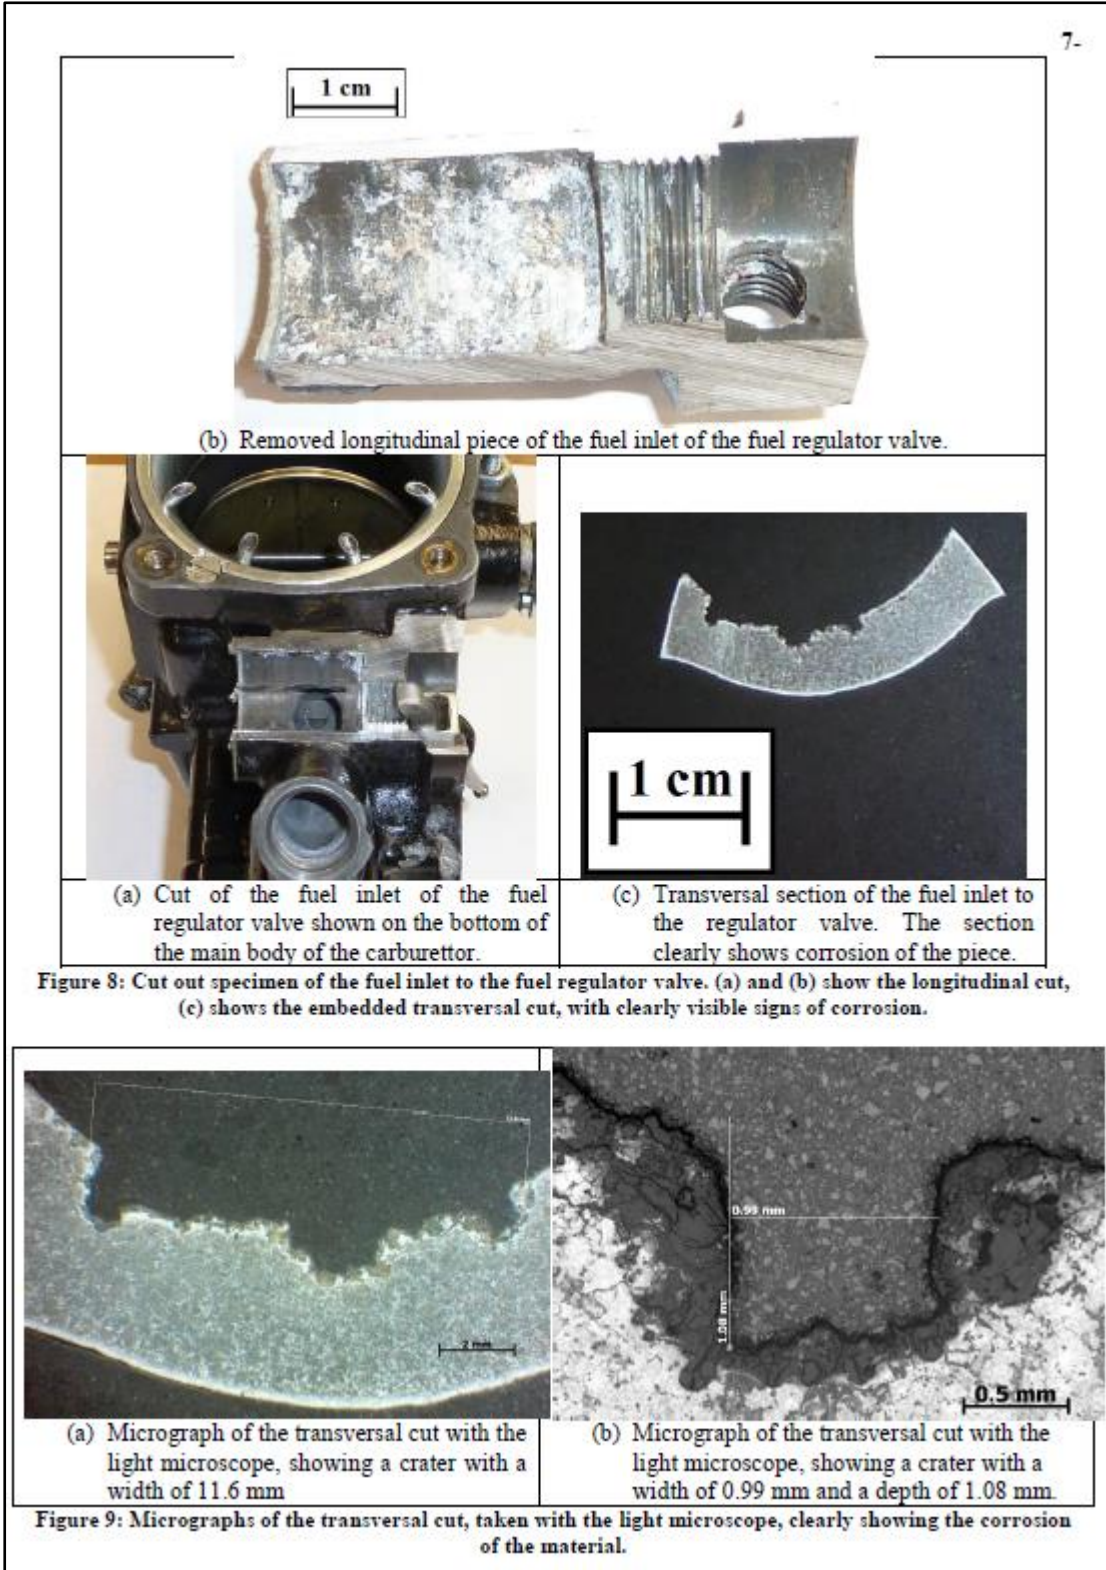 7-
1 cm
(b) Removed longitudinal piece of the fuel inlet of the fuel regulator valve.
1 cm
(a) Cut of the fuel inlet of the fuel
regulator valve shown on the bottom of
the main body of the carburettor.
(c) Transversal section of the fuel inlet to
the regulator valve. The section
clearly shows corrosion of the piece.
Figure 8: Cut out specimen of the fuel inlet to the fuel regulator valve. (a) and (b) show the longitudinal cut,
(c) shows the embedded transversal cut, with clearly visible signs of corrosion.
2 mm
0.99 mm
1.08 mm
0.5 mm
(a) Micrograph of the transversal cut with the
light microscope, showing a crater with a
width of 11.6 mm
(b) Micrograph of the transversal cut with the
light microscope, showing a crater with a
width of 0.99 mm and a depth of 1.08 mm.
Figure 9: Micrographs of the transversal cut, taken with the light microscope, clearly showing the corrosion
of the material.